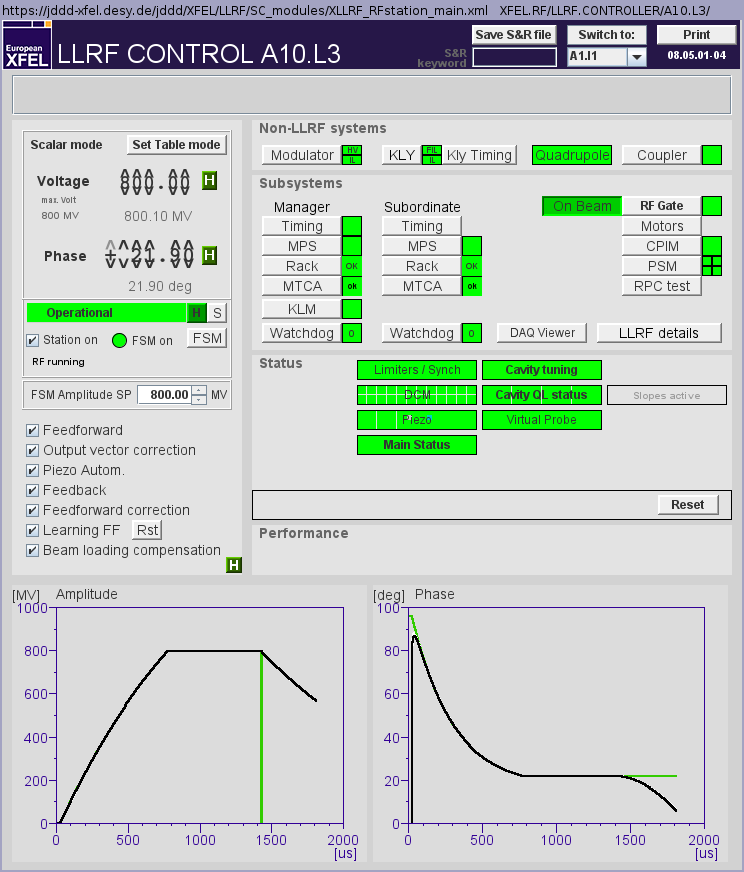 https://jddd-xfel.desy.de/jddd/XFEL/LLRF/SC_modules/XLLRF_RFstation_main.xml XFEL.RF/LLRF.CONTROLLER/A10.L3/
European
XFEL
LLRF CONTROL A10.L3
Save S&R file
Switch to:
Print
S&R
keyword
A1.I1
08.05.01-04
Scalar mode
Set Table mode
Voltage
800.00
H
max. Volt
800 MV
800.10 MV
Phase
+ 21.90
H
21.90 deg
Operational
H
S
Station on
FSM on
FSM
RF running
FSM Amplitude SP
800.00
MV
Feedforward
Output vector correction
Piezo Autom.
Feedback
Feedforward correction
Learning FF
Rst
Beam loading compensation
H
Non-LLRF systems
Modulator
HV
IL
KLY
FIL
IL
Kly Timing
Quadrupole
Coupler
Subsystems
Manager
Subordinate
On Beam
RF Gate
Timing
Timing
Motors
MPS
MPS
CPIM
Rack
OK
Rack
OK
PSM
MTCA
ok
MTCA
ok
RPC test
KLM
Watchdog
0
Watchdog
0
DAQ Viewer
LLRF details
Status
Limiters / Synch
Cavity tuning
DCM
Cavity QL status
Slopes active
Piezo
Virtual Probe
Main Status
Reset
Performance
[MV]
Amplitude
1000
800
600
400
200
0
0
500
1000
1500
2000
[us]
[deg]
Phase
100
80
60
40
20
0
0
500
1000
1500
2000
[us]